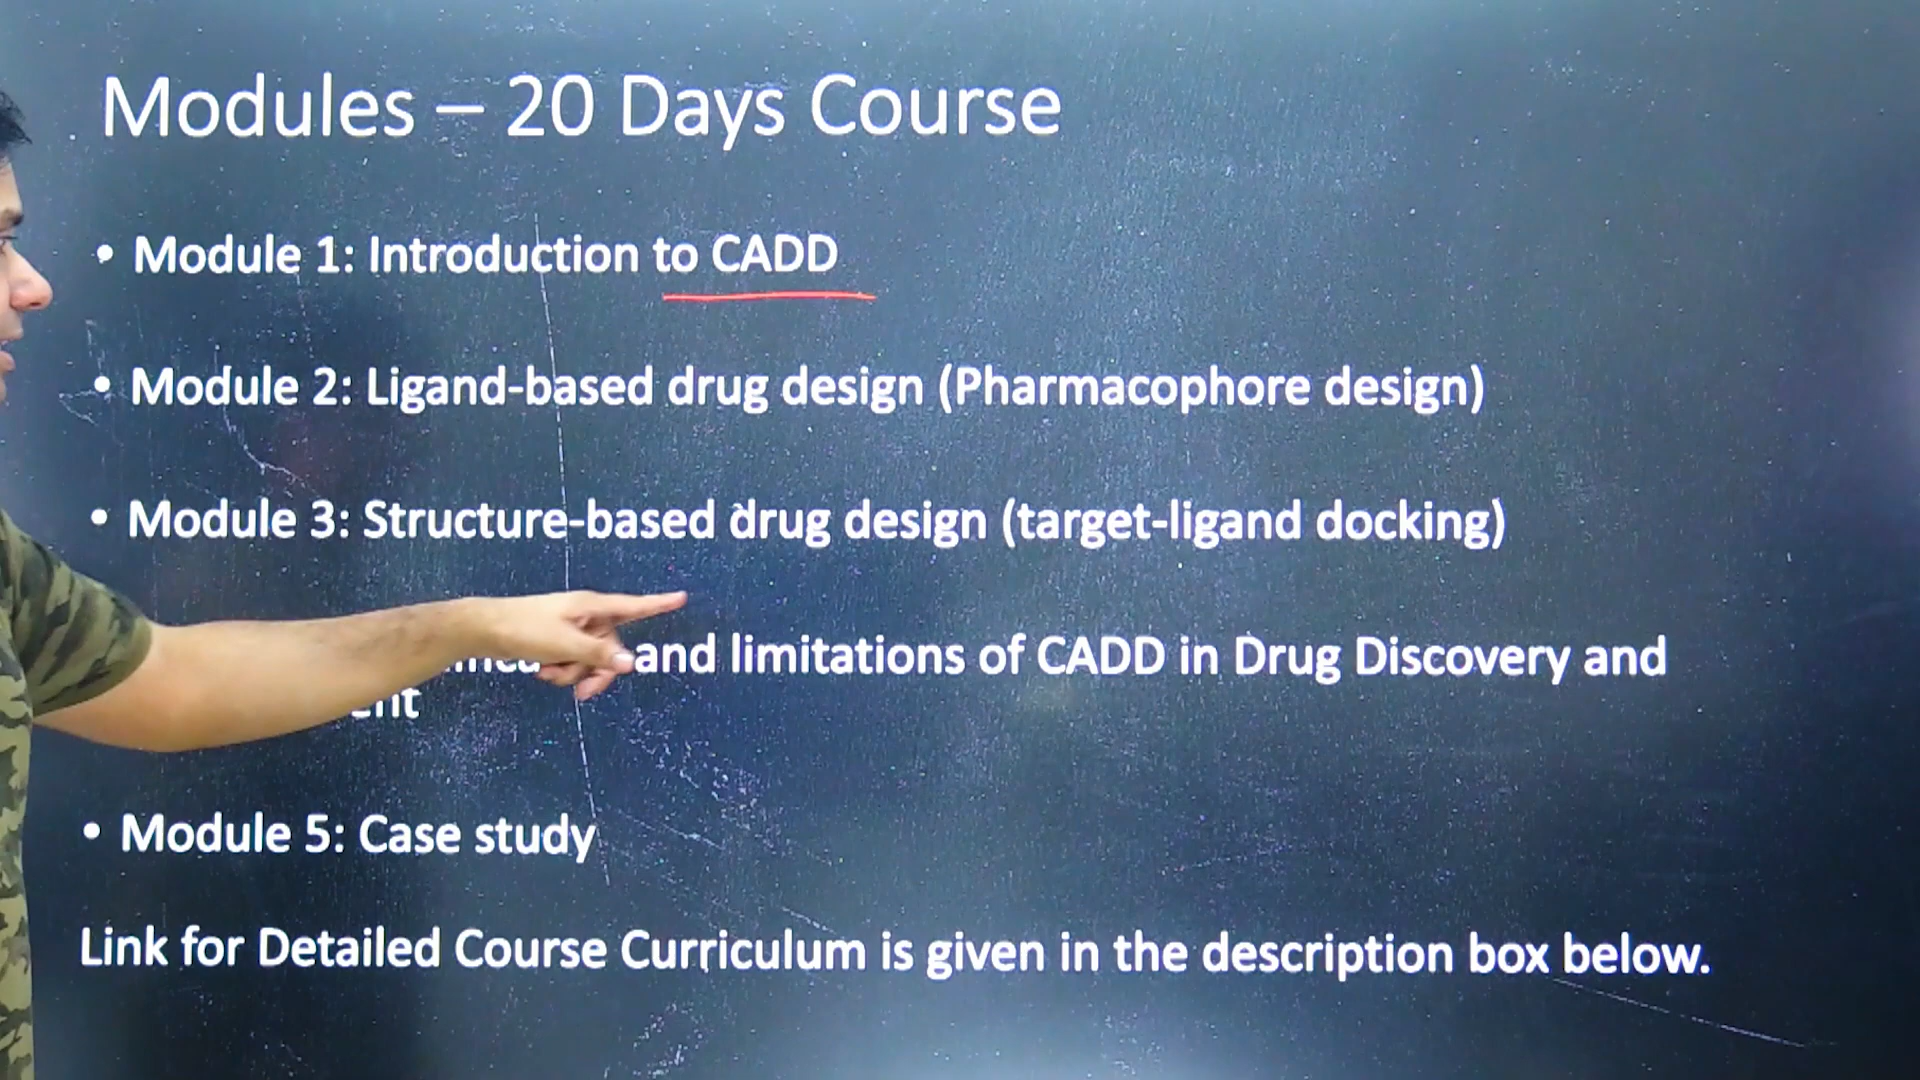 Modules – 20 Days Course
• Module 1: Introduction to CADD
• Module 2: Ligand-based drug design (Pharmacophore design)
• Module 3: Structure-based drug design (target-ligand docking)
and limitations of CADD in Drug Discovery and
• Module 5: Case study
Link for Detailed Course Curriculum is given in the description box below.